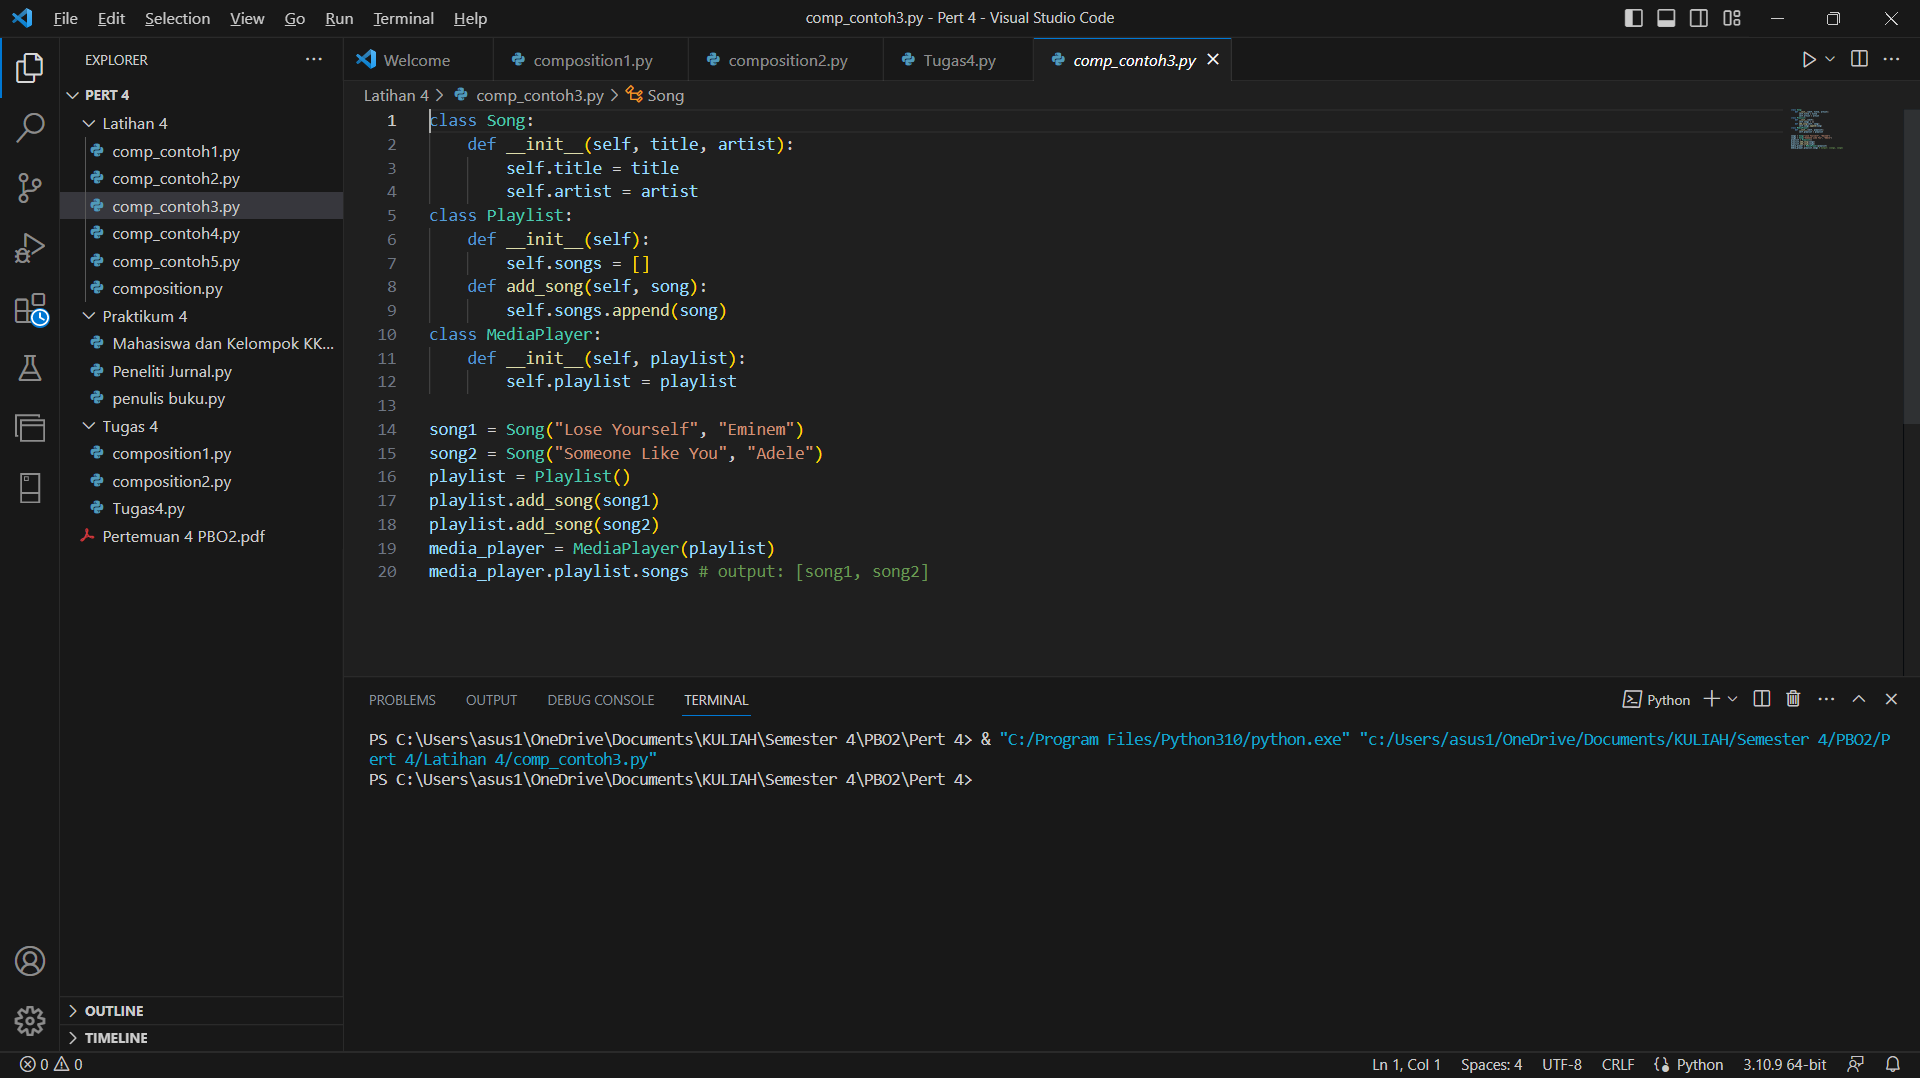 File Edit Selection View Go Run Terminal Help
comp_contoh3.py - Pert 4 - Visual Studio Code
EXPLORER
PERT 4
Latihan 4
comp_contoh1.py
comp_contoh2.py
comp_contoh3.py
comp_contoh4.py
comp_contoh5.py
composition.py
Praktikum 4
Mahasiswa dan Kelompok KK...
Peneliti Jurnal.py
penulis buku.py
Tugas 4
composition1.py
composition2.py
Tugas4.py
Pertemuan 4 PBO2.pdf
OUTLINE
TIMELINE
Welcome composition1.py composition2.py Tugas4.py comp_contoh3.py
Latihan 4 > comp_contoh3.py > Song
1 class Song:
2     def __init__(self, title, artist):
3         self.title = title
4         self.artist = artist
5 class Playlist:
6     def __init__(self):
7         self.songs = []
8     def add_song(self, song):
9         self.songs.append(song)
10 class MediaPlayer:
11     def __init__(self, playlist):
12         self.playlist = playlist
13
14 song1 = Song("Lose Yourself", "Eminem")
15 song2 = Song("Someone Like You", "Adele")
16 playlist = Playlist()
17 playlist.add_song(song1)
18 playlist.add_song(song2)
19 media_player = MediaPlayer(playlist)
20 media_player.playlist.songs # output: [song1, song2]
PROBLEMS OUTPUT DEBUG CONSOLE TERMINAL
Python
PS C:\Users\asus1\OneDrive\Documents\KULIAH\Semester 4\PBO2\Pert 4> & "C:/Program Files/Python310/python.exe" "c:/Users/asus1/OneDrive/Documents/KULIAH/Semester 4/PBO2/P
ert 4/Latihan 4/comp_contoh3.py"
PS C:\Users\asus1\OneDrive\Documents\KULIAH\Semester 4\PBO2\Pert 4>
0 0
Ln 1, Col 1 Spaces: 4 UTF-8 CRLF Python 3.10.9 64-bit